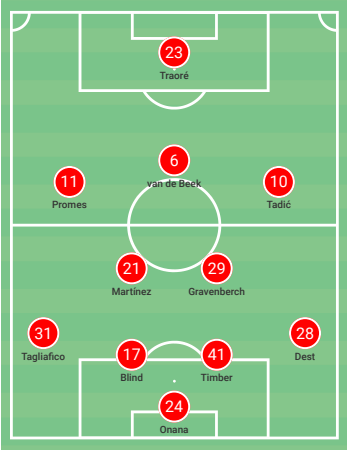 23
Traoré
6
van de Beek
11
Promes
10
Tadić
21
Martínez
29
Gravenberch
31
Tagliafico
28
Dest
17
Blind
41
Timber
24
Onana